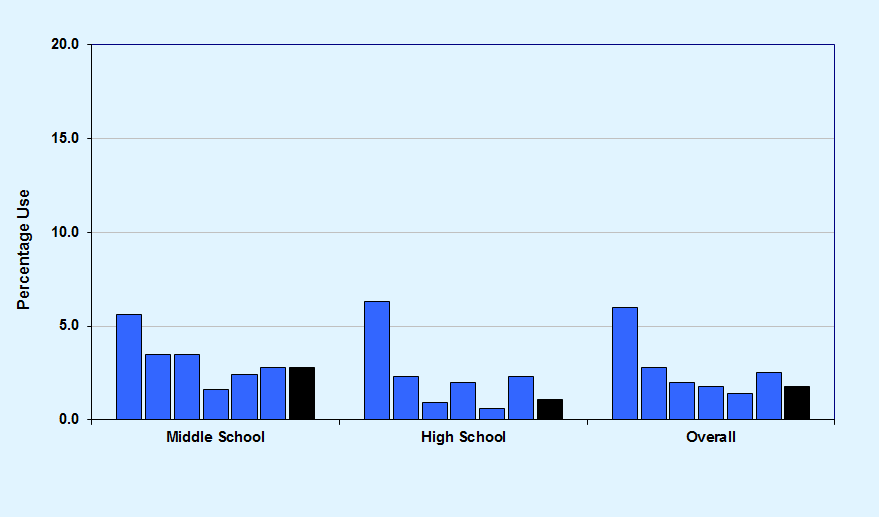 20.0
15.0
10.0
5.0
0.0
Percentage Use
Middle School
High School
Overall